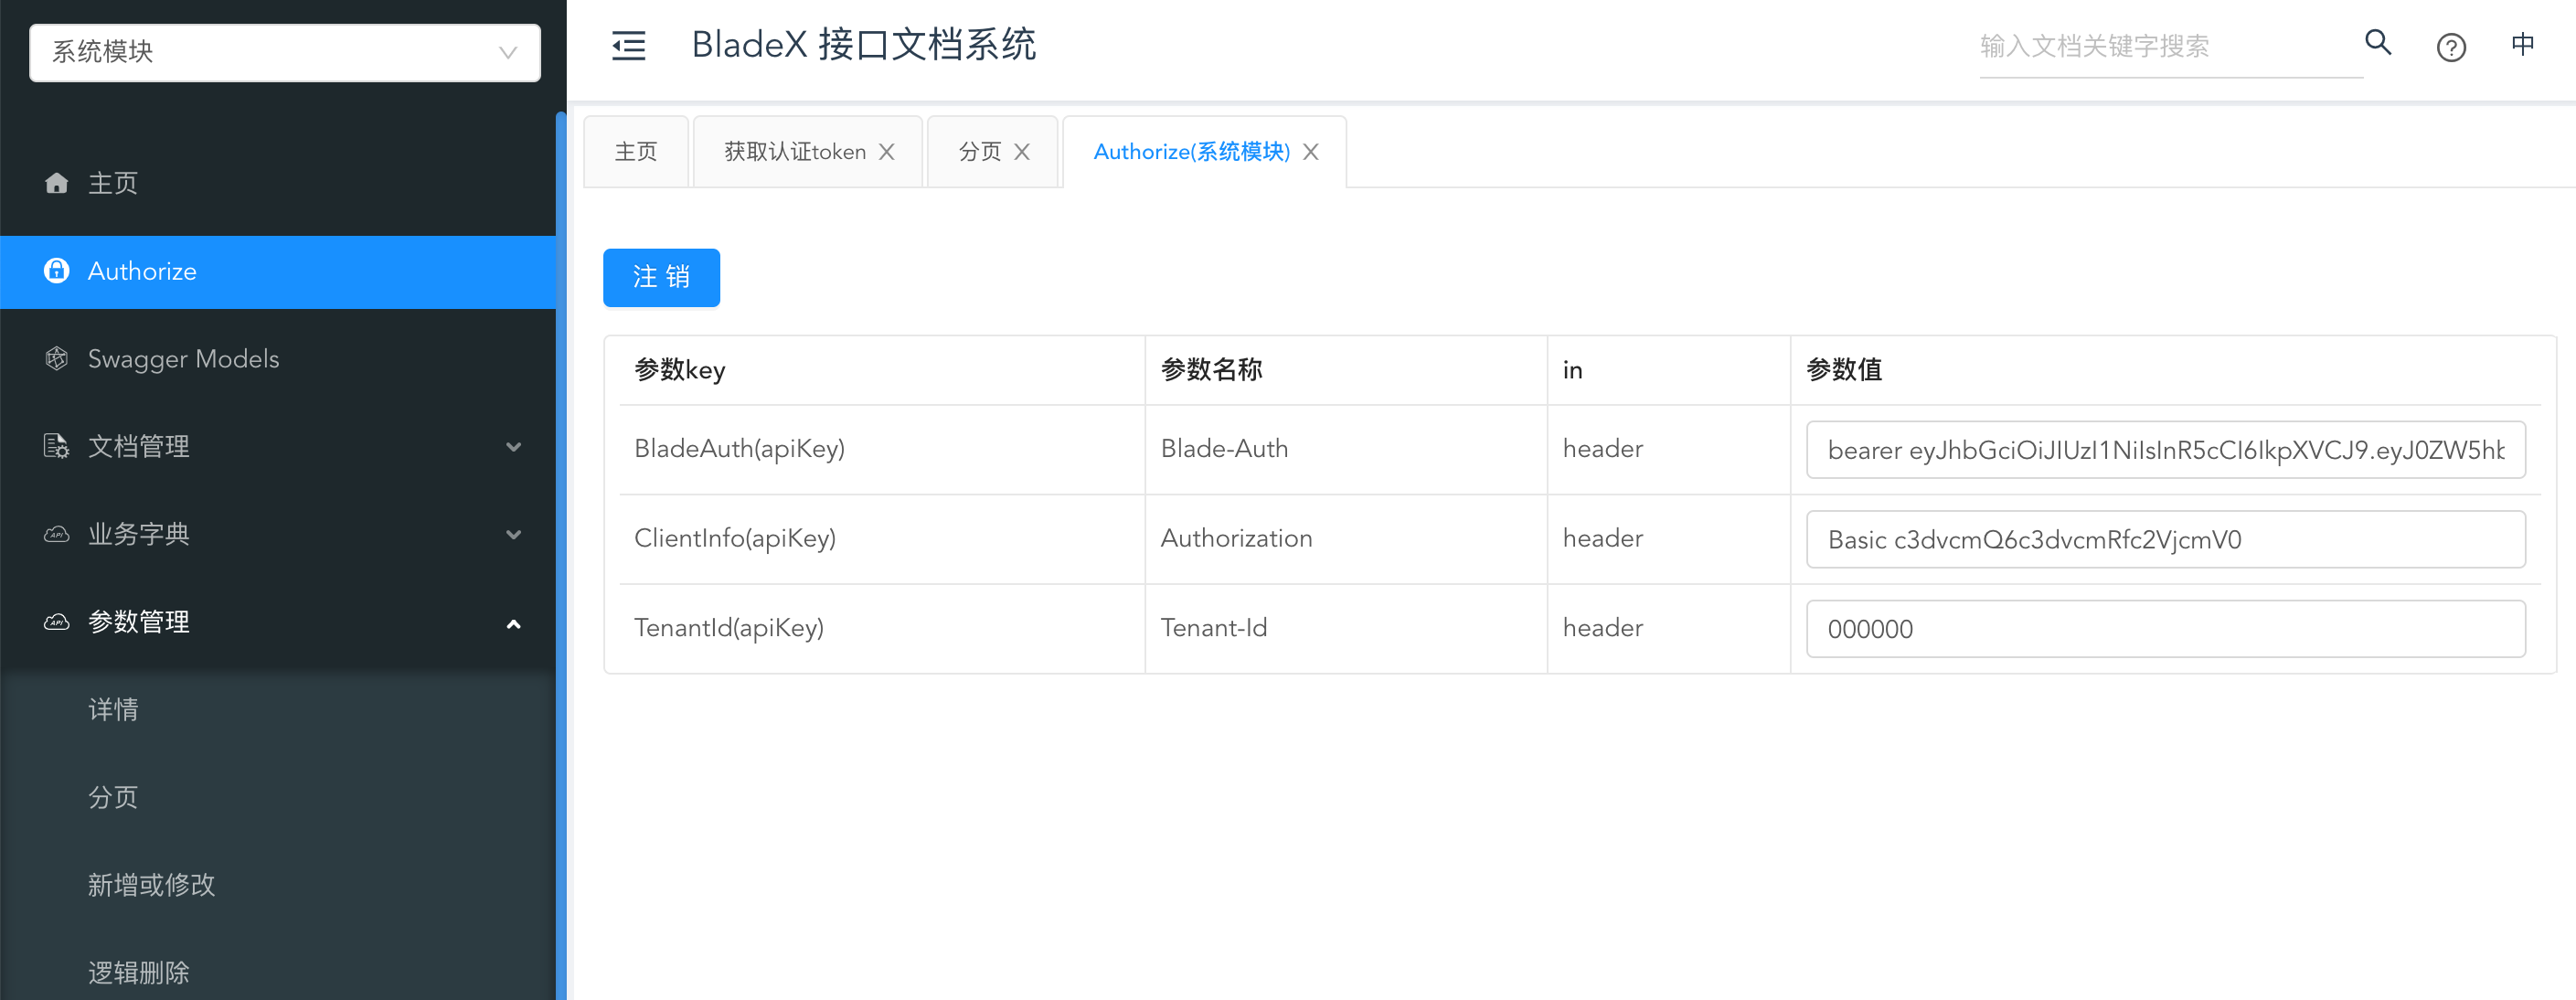 系统模块
BladeX 接口文档系统
输入文档关键字搜索
中
主页
获取认证token
分页
Authorize(系统模块)
主页
Authorize
Swagger Models
文档管理
业务字典
参数管理
详情
分页
新增或修改
逻辑删除
注 销
参数key 参数名称 in 参数值
BladeAuth(apiKey) Blade-Auth header bearer eyJhbGciOiJIUzI1NiIsInR5cCI6IkpXVCJ9.eyJ0ZW5hb
ClientInfo(apiKey) Authorization header Basic c3dvcmQ6c3dvcmRfc2VjcmV0
TenantId(apiKey) Tenant-Id header 000000